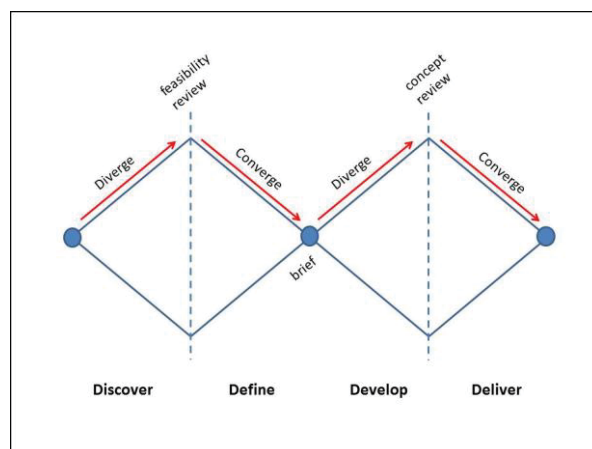 feasibility
review
concept
review
Diverge
Converge
Diverge
Converge
brief
Discover
Define
Develop
Deliver